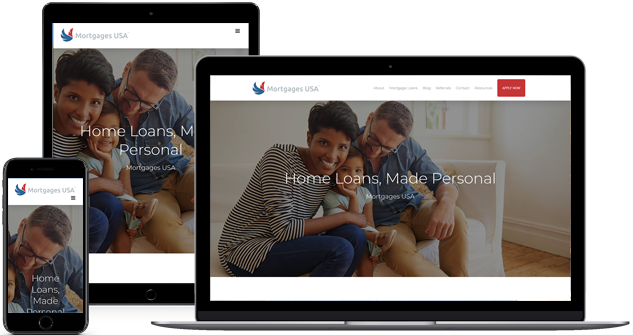 Mortgages USA
Home Loans, M
Personal
Mortgages USA
Mortgages USA
Home
Loans,
Made
Personal
Mortgages USA
About Mortgage Loans Blog Referrals Contact Resources APPLY NOW
Home Loans, Made Personal
Mortgages USA